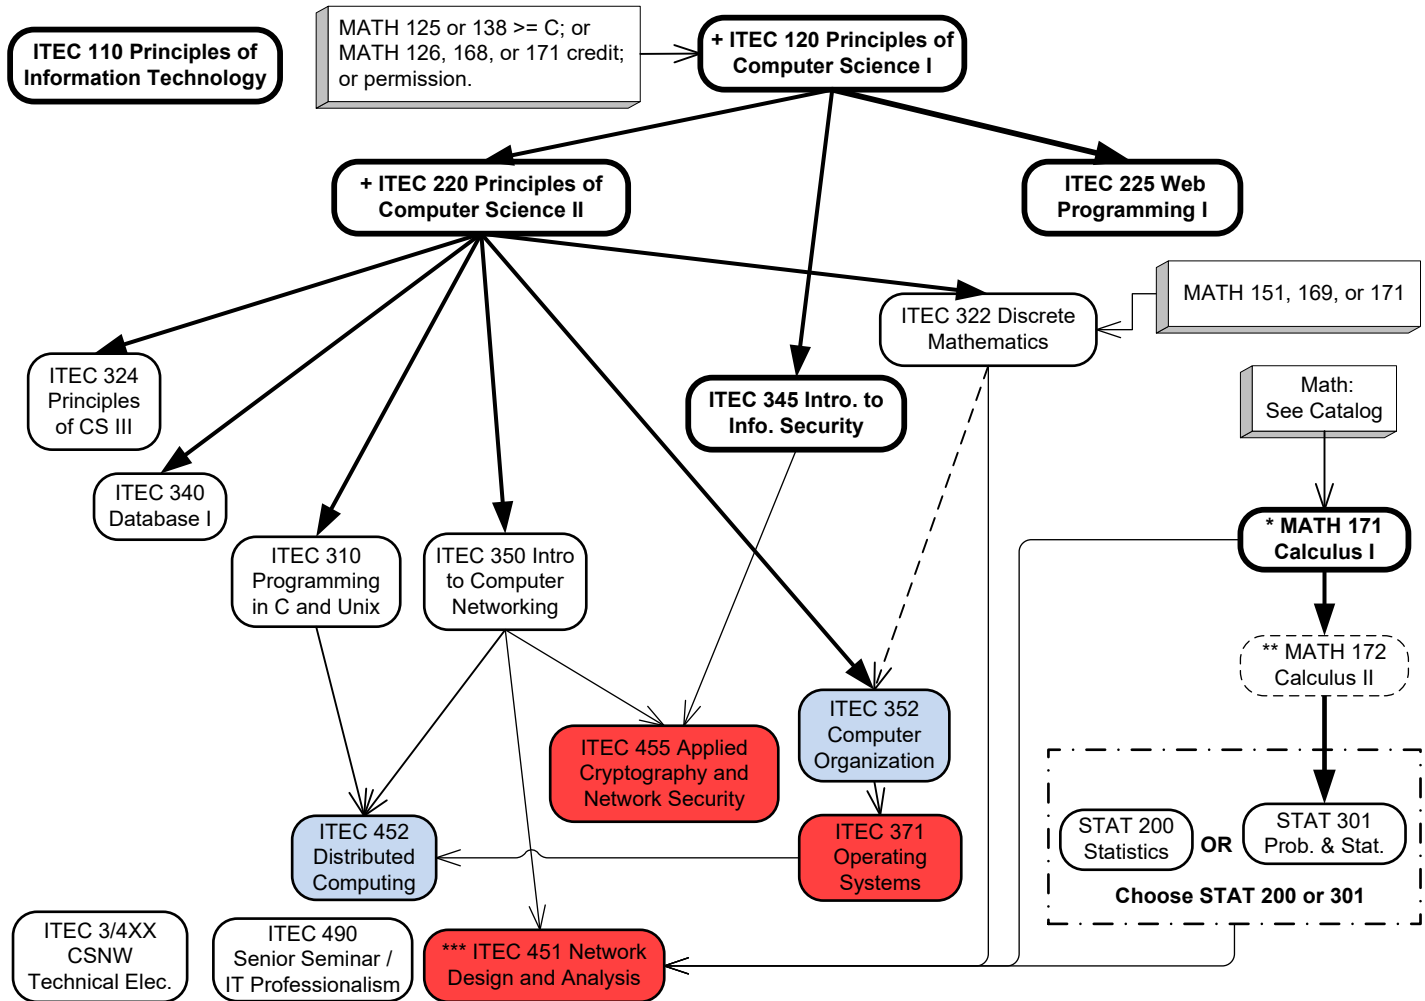 ITEC 110 Principles of
Information Technology
MATH 125 or 138 >= C; or
MATH 126, 168, or 171 credit;
or permission.
+ ITEC 120 Principles of
Computer Science I
+ ITEC 220 Principles of
Computer Science II
ITEC 225 Web
Programming I
ITEC 322 Discrete
Mathematics
MATH 151, 169, or 171
ITEC 324
Principles
of CS III
ITEC 345 Intro. to
Info. Security
Math:
See Catalog
ITEC 340
Database I
ITEC 310
Programming
in C and Unix
ITEC 350 Intro
to Computer
Networking
* MATH 171
Calculus I
** MATH 172
Calculus II
ITEC 352
Computer
Organization
ITEC 455 Applied
Cryptography and
Network Security
ITEC 452
Distributed
Computing
ITEC 371
Operating
Systems
STAT 200
Statistics
OR
STAT 301
Prob. & Stat.
Choose STAT 200 or 301
ITEC 3/4XX
CSNW
Technical Elec.
ITEC 490
Senior Seminar /
IT Professionalism
*** ITEC 451 Network
Design and Analysis